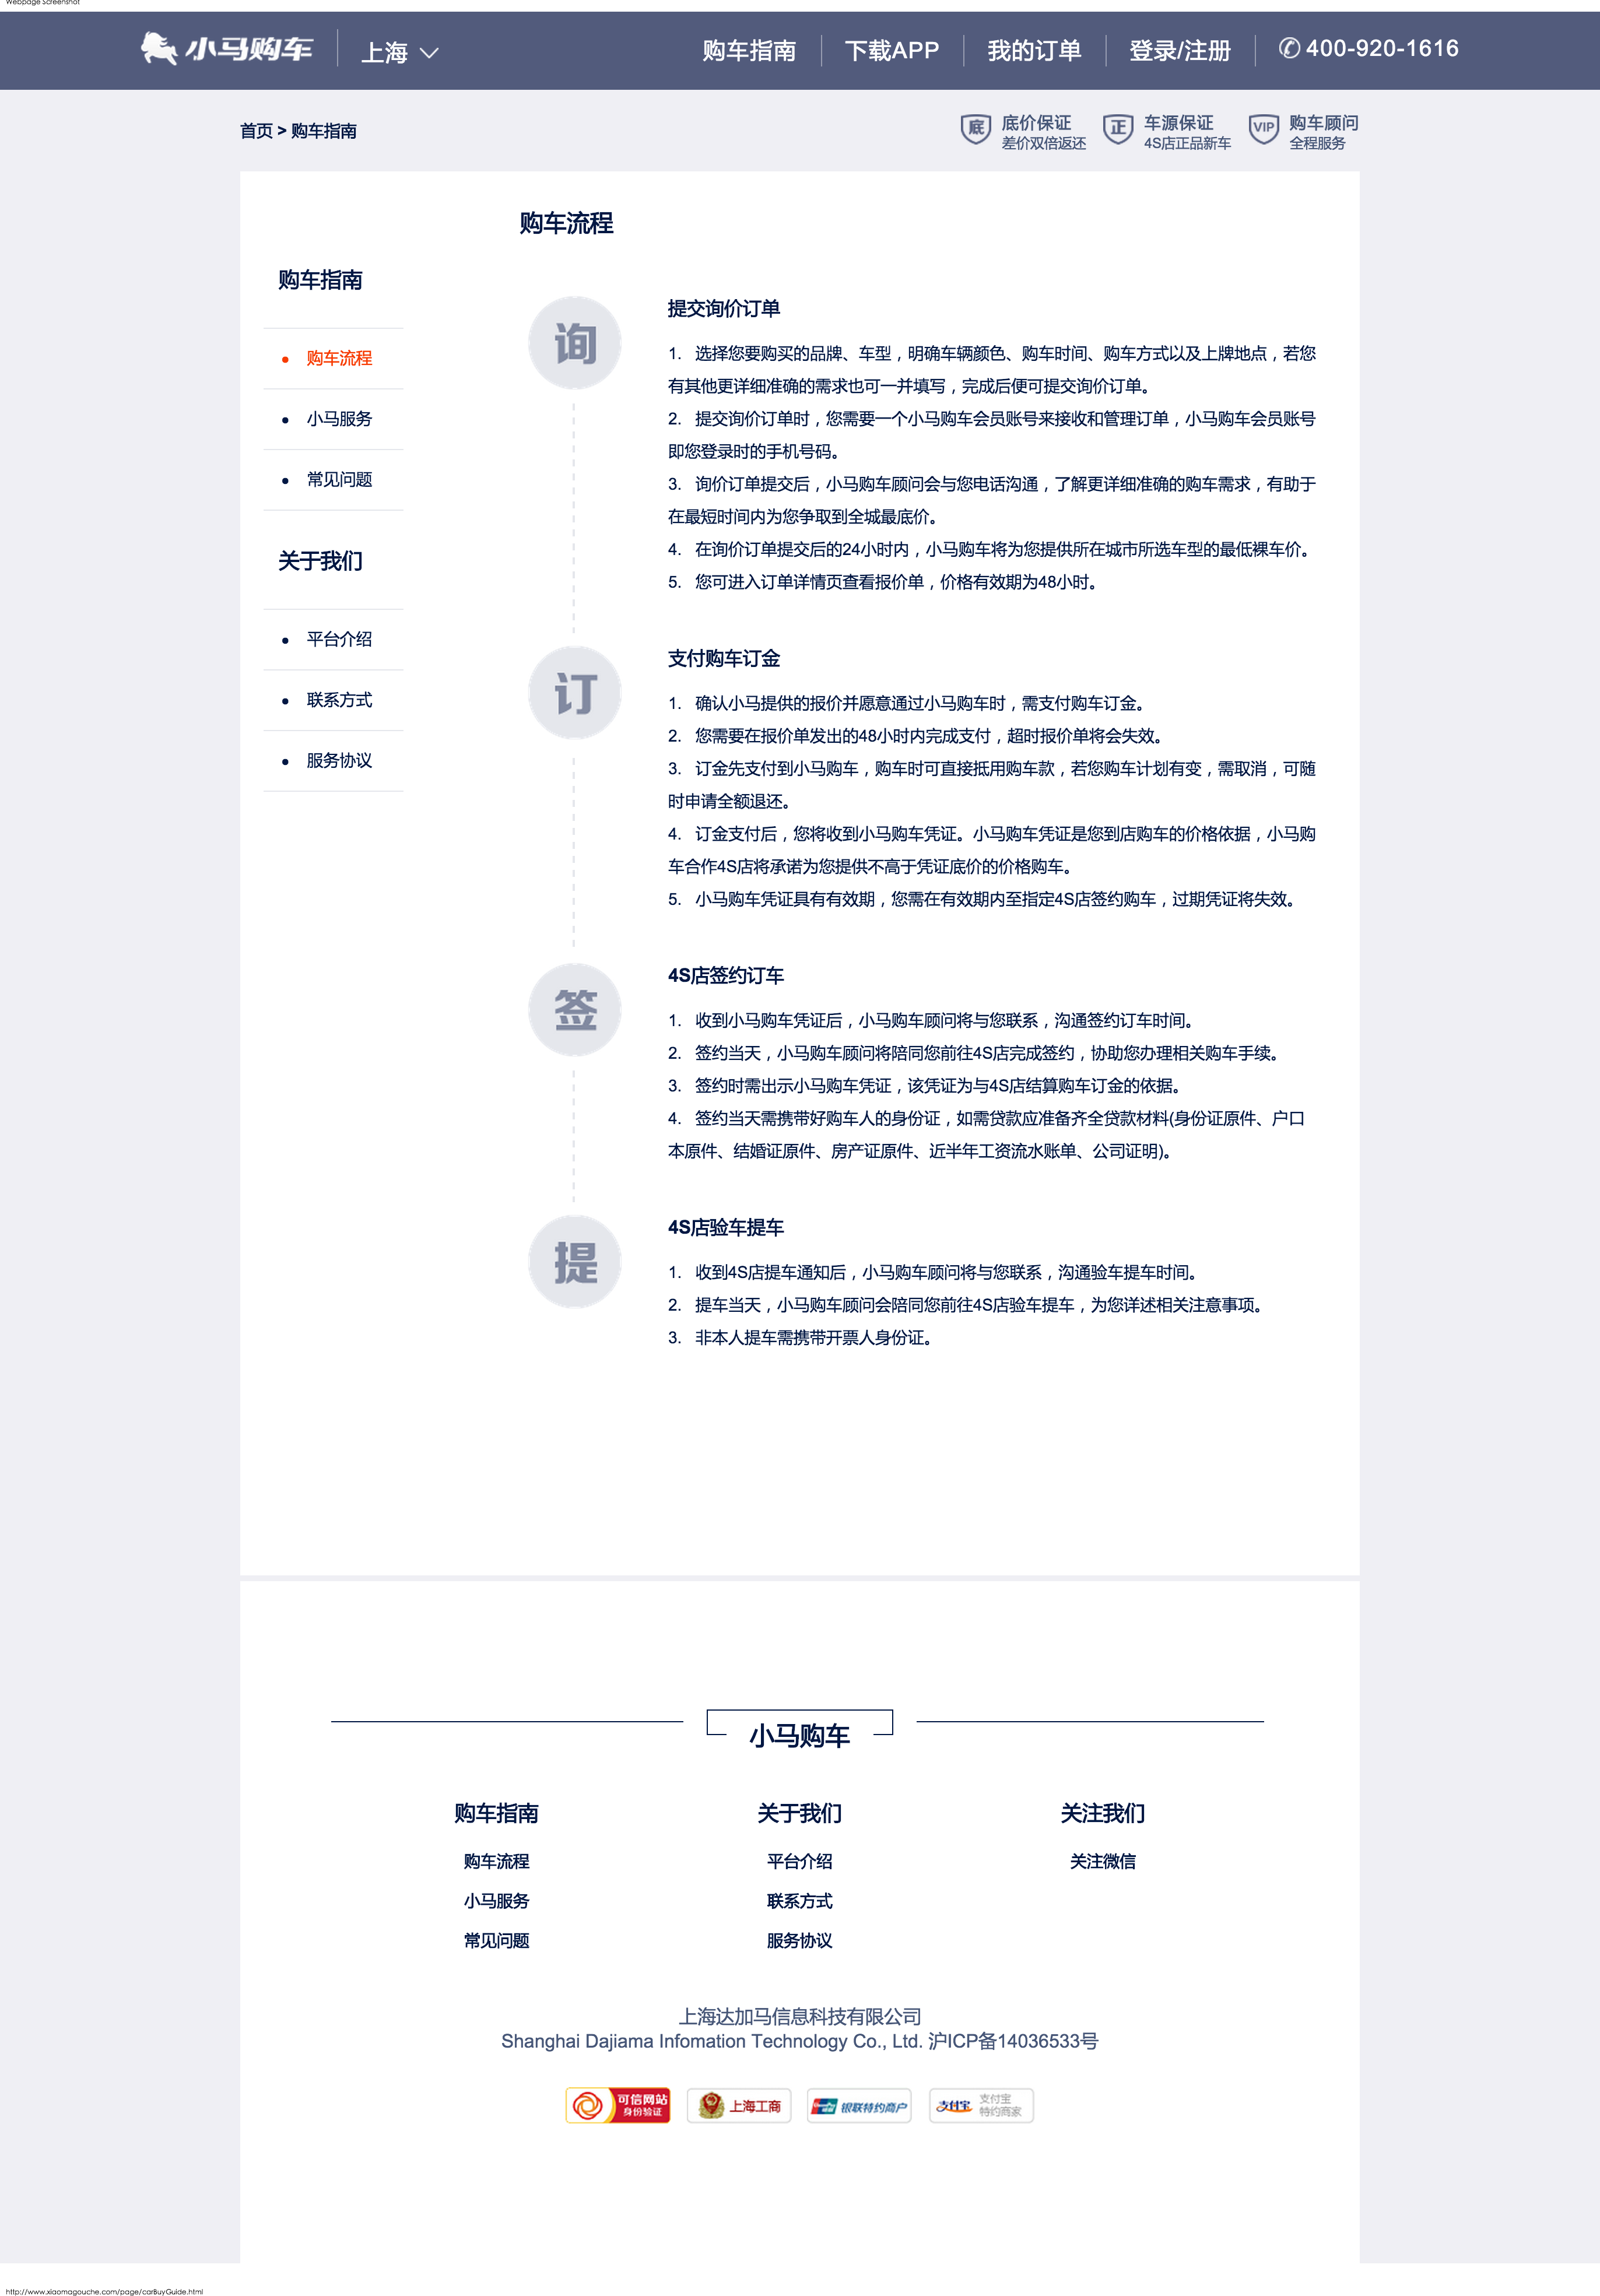 Webpage Screenshot
小马购车
上海
购车指南
下载APP
我的订单
登录/注册
400-920-1616
首页 > 购车指南
底
底价保证
差价双倍返还
正
车源保证
4S店正品新车
VIP
购车顾问
全程服务
购车指南
购车流程
小马服务
常见问题
关于我们
平台介绍
联系方式
服务协议
购车流程
询
提交询价订单
1. 选择您要购买的品牌、车型，明确车辆颜色、购车时间、购车方式以及上牌地点，若您
有其他更详细准确的需求也可一并填写，完成后便可提交询价订单。
2. 提交询价订单时，您需要一个小马购车会员账号来接收和管理订单，小马购车会员账号
即您登录时的手机号码。
3. 询价订单提交后，小马购车顾问会与您电话沟通，了解更详细准确的购车需求，有助于
在最短时间内为您争取到全城最底价。
4. 在询价订单提交后的24小时内，小马购车将为您提供所在城市所选车型的最低裸车价。
5. 您可进入订单详情页查看报价单，价格有效期为48小时。
订
支付购车订金
1. 确认小马提供的报价并愿意通过小马购车时，需支付购车订金。
2. 您需要在报价单发出的48小时内完成支付，超时报价单将会失效。
3. 订金先支付到小马购车，购车时可直接抵用购车款，若您购车计划有变，需取消，可随
时申请全额退还。
4. 订金支付后，您将收到小马购车凭证。小马购车凭证是您到店购车的价格依据，小马购
车合作4S店将承诺为您提供不高于凭证底价的价格购车。
5. 小马购车凭证具有有效期，您需在有效期内至指定4S店签约购车，过期凭证将失效。
签
4S店签约订车
1. 收到小马购车凭证后，小马购车顾问将与您联系，沟通签约订车时间。
2. 签约当天，小马购车顾问将陪同您前往4S店完成签约，协助您办理相关购车手续。
3. 签约时需出示小马购车凭证，该凭证为与4S店结算购车订金的依据。
4. 签约当天需携带好购车人的身份证，如需贷款应准备齐全贷款材料(身份证原件、户口
本原件、结婚证原件、房产证原件、近半年工资流水账单、公司证明)。
提
4S店验车提车
1. 收到4S店提车通知后，小马购车顾问将与您联系，沟通验车提车时间。
2. 提车当天，小马购车顾问会陪同您前往4S店验车提车，为您详述相关注意事项。
3. 非本人提车需携带开票人身份证。
小马购车
购车指南
购车流程
小马服务
常见问题
关于我们
平台介绍
联系方式
服务协议
关注我们
关注微信
上海达加马信息科技有限公司
Shanghai Dajiama Infomation Technology Co., Ltd. 沪ICP备14036533号
可信网站
身份验证
上海工商
银联特约商户
支付宝
支付宝
特约商家
http://www.xiaomagouche.com/page/carBuyGuide.html